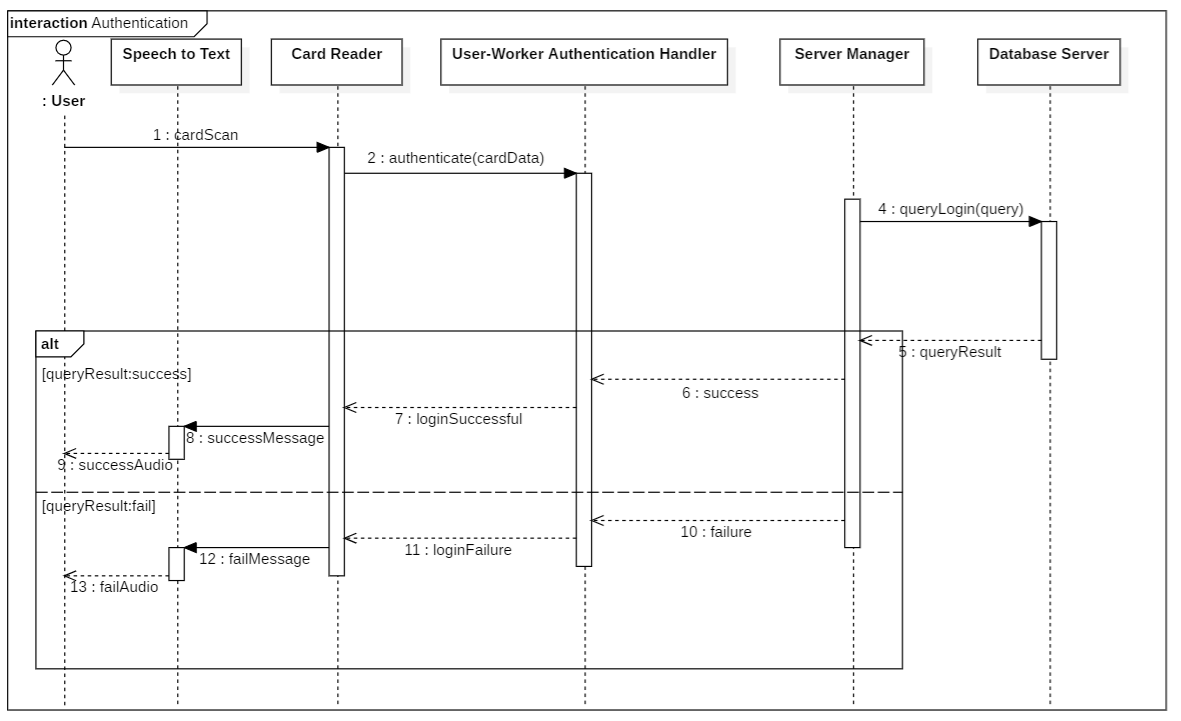 interaction Authentication
: User
Speech to Text
Card Reader
User-Worker Authentication Handler
Server Manager
Database Server
1 : cardScan
2 : authenticate(cardData)
4 : queryLogin(query)
alt
5 : queryResult
[queryResult:success]
6 : success
7 : loginSuccessful
8 : successMessage
9 : successAudio
[queryResult:fail]
10 : failure
11 : loginFailure
12 : failMessage
13 : failAudio